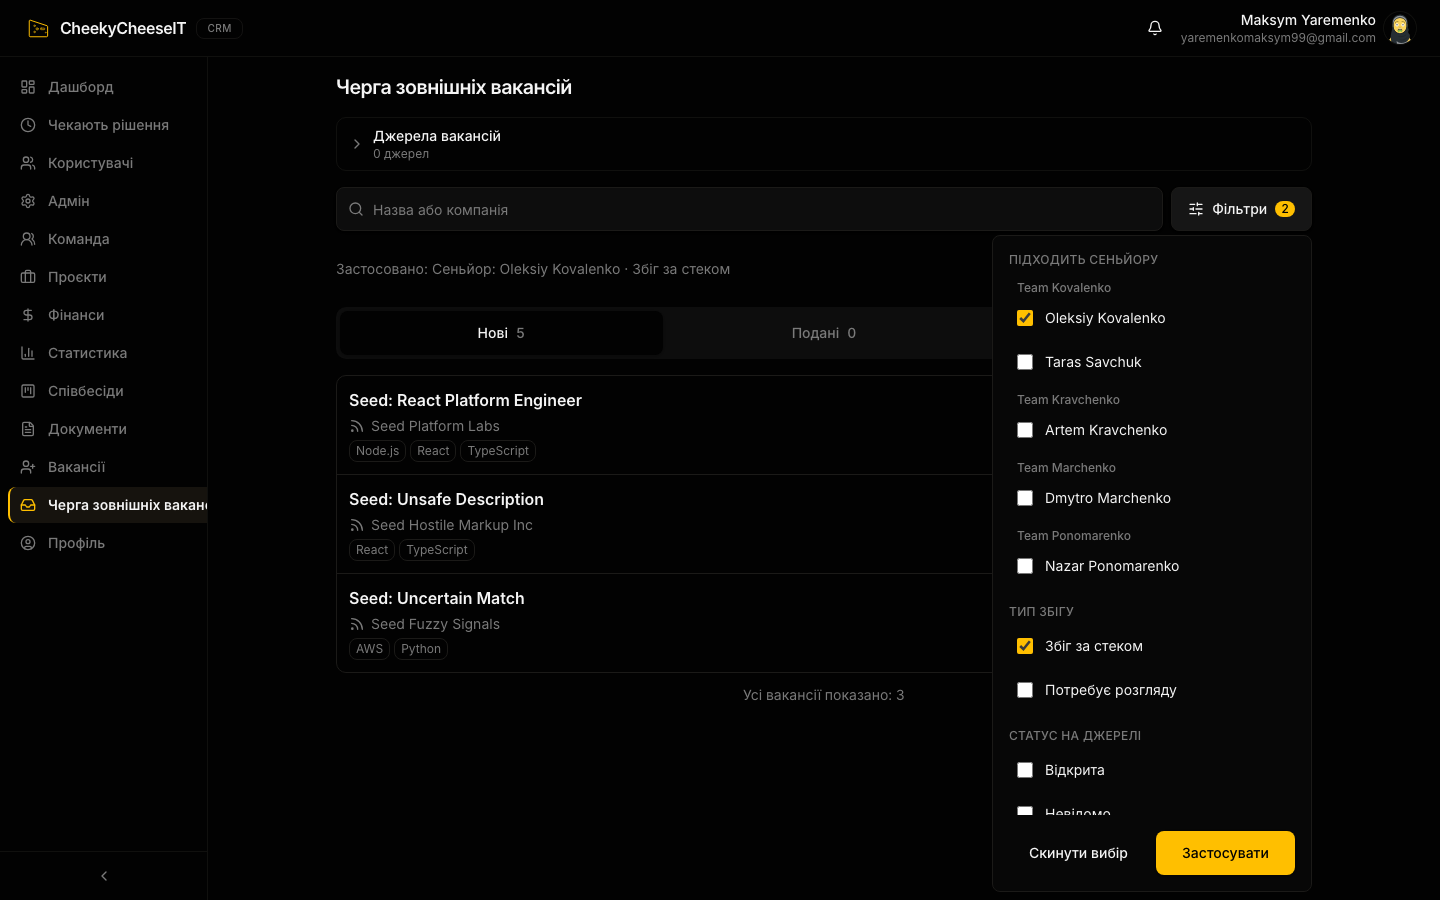 CheekyCheeseIT CRM
Maksym Yaremenko
yaremenkomaksym99@gmail.com
Дашборд
Чекають рішення
Користувачі
Адмін
Команда
Проєкти
Фінанси
Статистика
Співбесіди
Документи
Вакансії
Черга зовнішніх вакан
Профіль
Черга зовнішніх вакансій
Джерела вакансій
0 джерел
Назва або компанія
Фільтри 2
Застосовано: Сеньйор: Oleksiy Kovalenko · Збіг за стеком
Нові 5
Подані 0
Seed: React Platform Engineer
Seed Platform Labs
Node.js React TypeScript
Seed: Unsafe Description
Seed Hostile Markup Inc
React TypeScript
Seed: Uncertain Match
Seed Fuzzy Signals
AWS Python
Усі вакансії показано: 3
ПІДХОДИТЬ СЕНЬЙОРУ
Team Kovalenko
Oleksiy Kovalenko
Taras Savchuk
Team Kravchenko
Artem Kravchenko
Team Marchenko
Dmytro Marchenko
Team Ponomarenko
Nazar Ponomarenko
ТИП ЗБІГУ
Збіг за стеком
Потребує розгляду
СТАТУС НА ДЖЕРЕЛІ
Відкрита
Невідомо
Скинути вибір
Застосувати